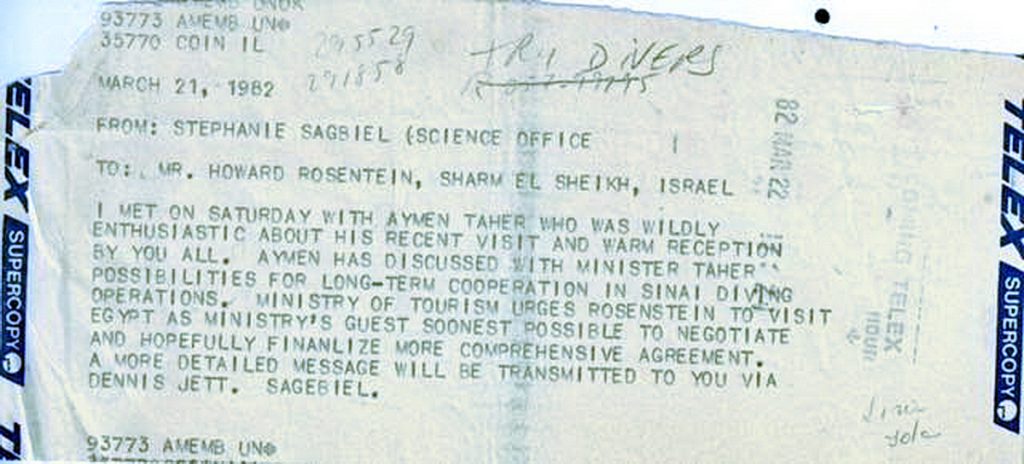 93773 AMEMB UN
35770 COIN IL
295529
291858
DIVERS
MARCH 21, 1982
82 MAR 22
FROM: STEPHANIE SAGBIEL (SCIENCE OFFICE
TO: MR. HOWARD ROSENTEIN, SHARM EL SHEIKH, ISRAEL
I MET ON SATURDAY WITH AYMEN TAHER WHO WAS WILDLY
ENTHUSIASTIC ABOUT HIS RECENT VISIT AND WARM RECEPTION
BY YOU ALL. AYMEN HAS DISCUSSED WITH MINISTER TAHER
POSSIBILITIES FOR LONG-TERM COOPERATION IN SINAI DIVING
OPERATIONS. MINISTRY OF TOURISM URGES ROSENSTEIN TO VISIT
EGYPT AS MINISTRY'S GUEST SOONEST POSSIBLE TO NEGOTIATE
AND HOPEFULLY FINANLIZE MORE COMPREHENSIVE AGREEMENT.
A MORE DETAILED MESSAGE WILL BE TRANSMITTED TO YOU VIA
DENNIS JETT. SAGEBIEL.
93773 AMEMB UN
ELEX SUPERCOPY
TELEX SUPERCOPY
TELEX